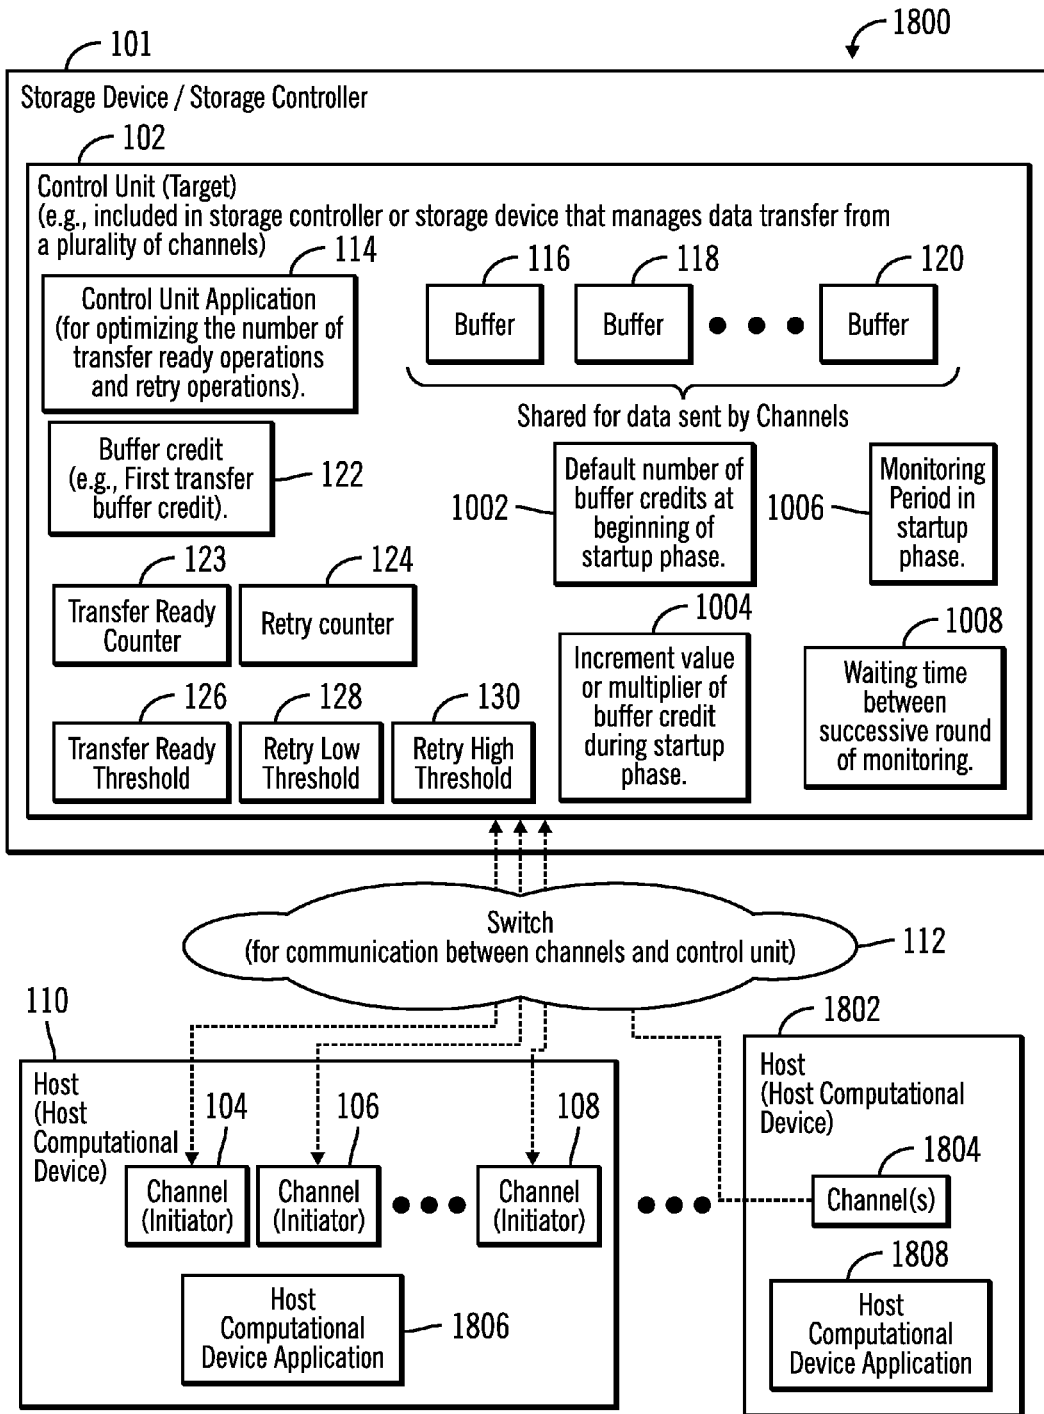 1800
101
Storage Device / Storage Controller
102
Control Unit (Target)
(e.g., included in storage controller or storage device that manages data transfer from
a plurality of channels)
114
Control Unit Application
(for optimizing the number of
transfer ready operations
and retry operations).
116
Buffer
118
Buffer
120
Buffer
Shared for data sent by Channels
Buffer credit
(e.g., First transfer
buffer credit).
122
1002
Default number of
buffer credits at
beginning of
startup phase.
1006
Monitoring
Period in
startup
phase.
123
Transfer Ready
Counter
124
Retry counter
1004
Increment value
or multiplier of
buffer credit
during startup
phase.
1008
Waiting time
between
successive round
of monitoring.
126
Transfer Ready
Threshold
128
Retry Low
Threshold
130
Retry High
Threshold
Switch
(for communication between channels and control unit)
112
110
Host
(Host
Computational
Device)
104
Channel
(Initiator)
106
Channel
(Initiator)
108
Channel
(Initiator)
Host
Computational
Device Application
1806
1802
Host
(Host Computational
Device)
1804
Channel(s)
1808
Host
Computational
Device Application